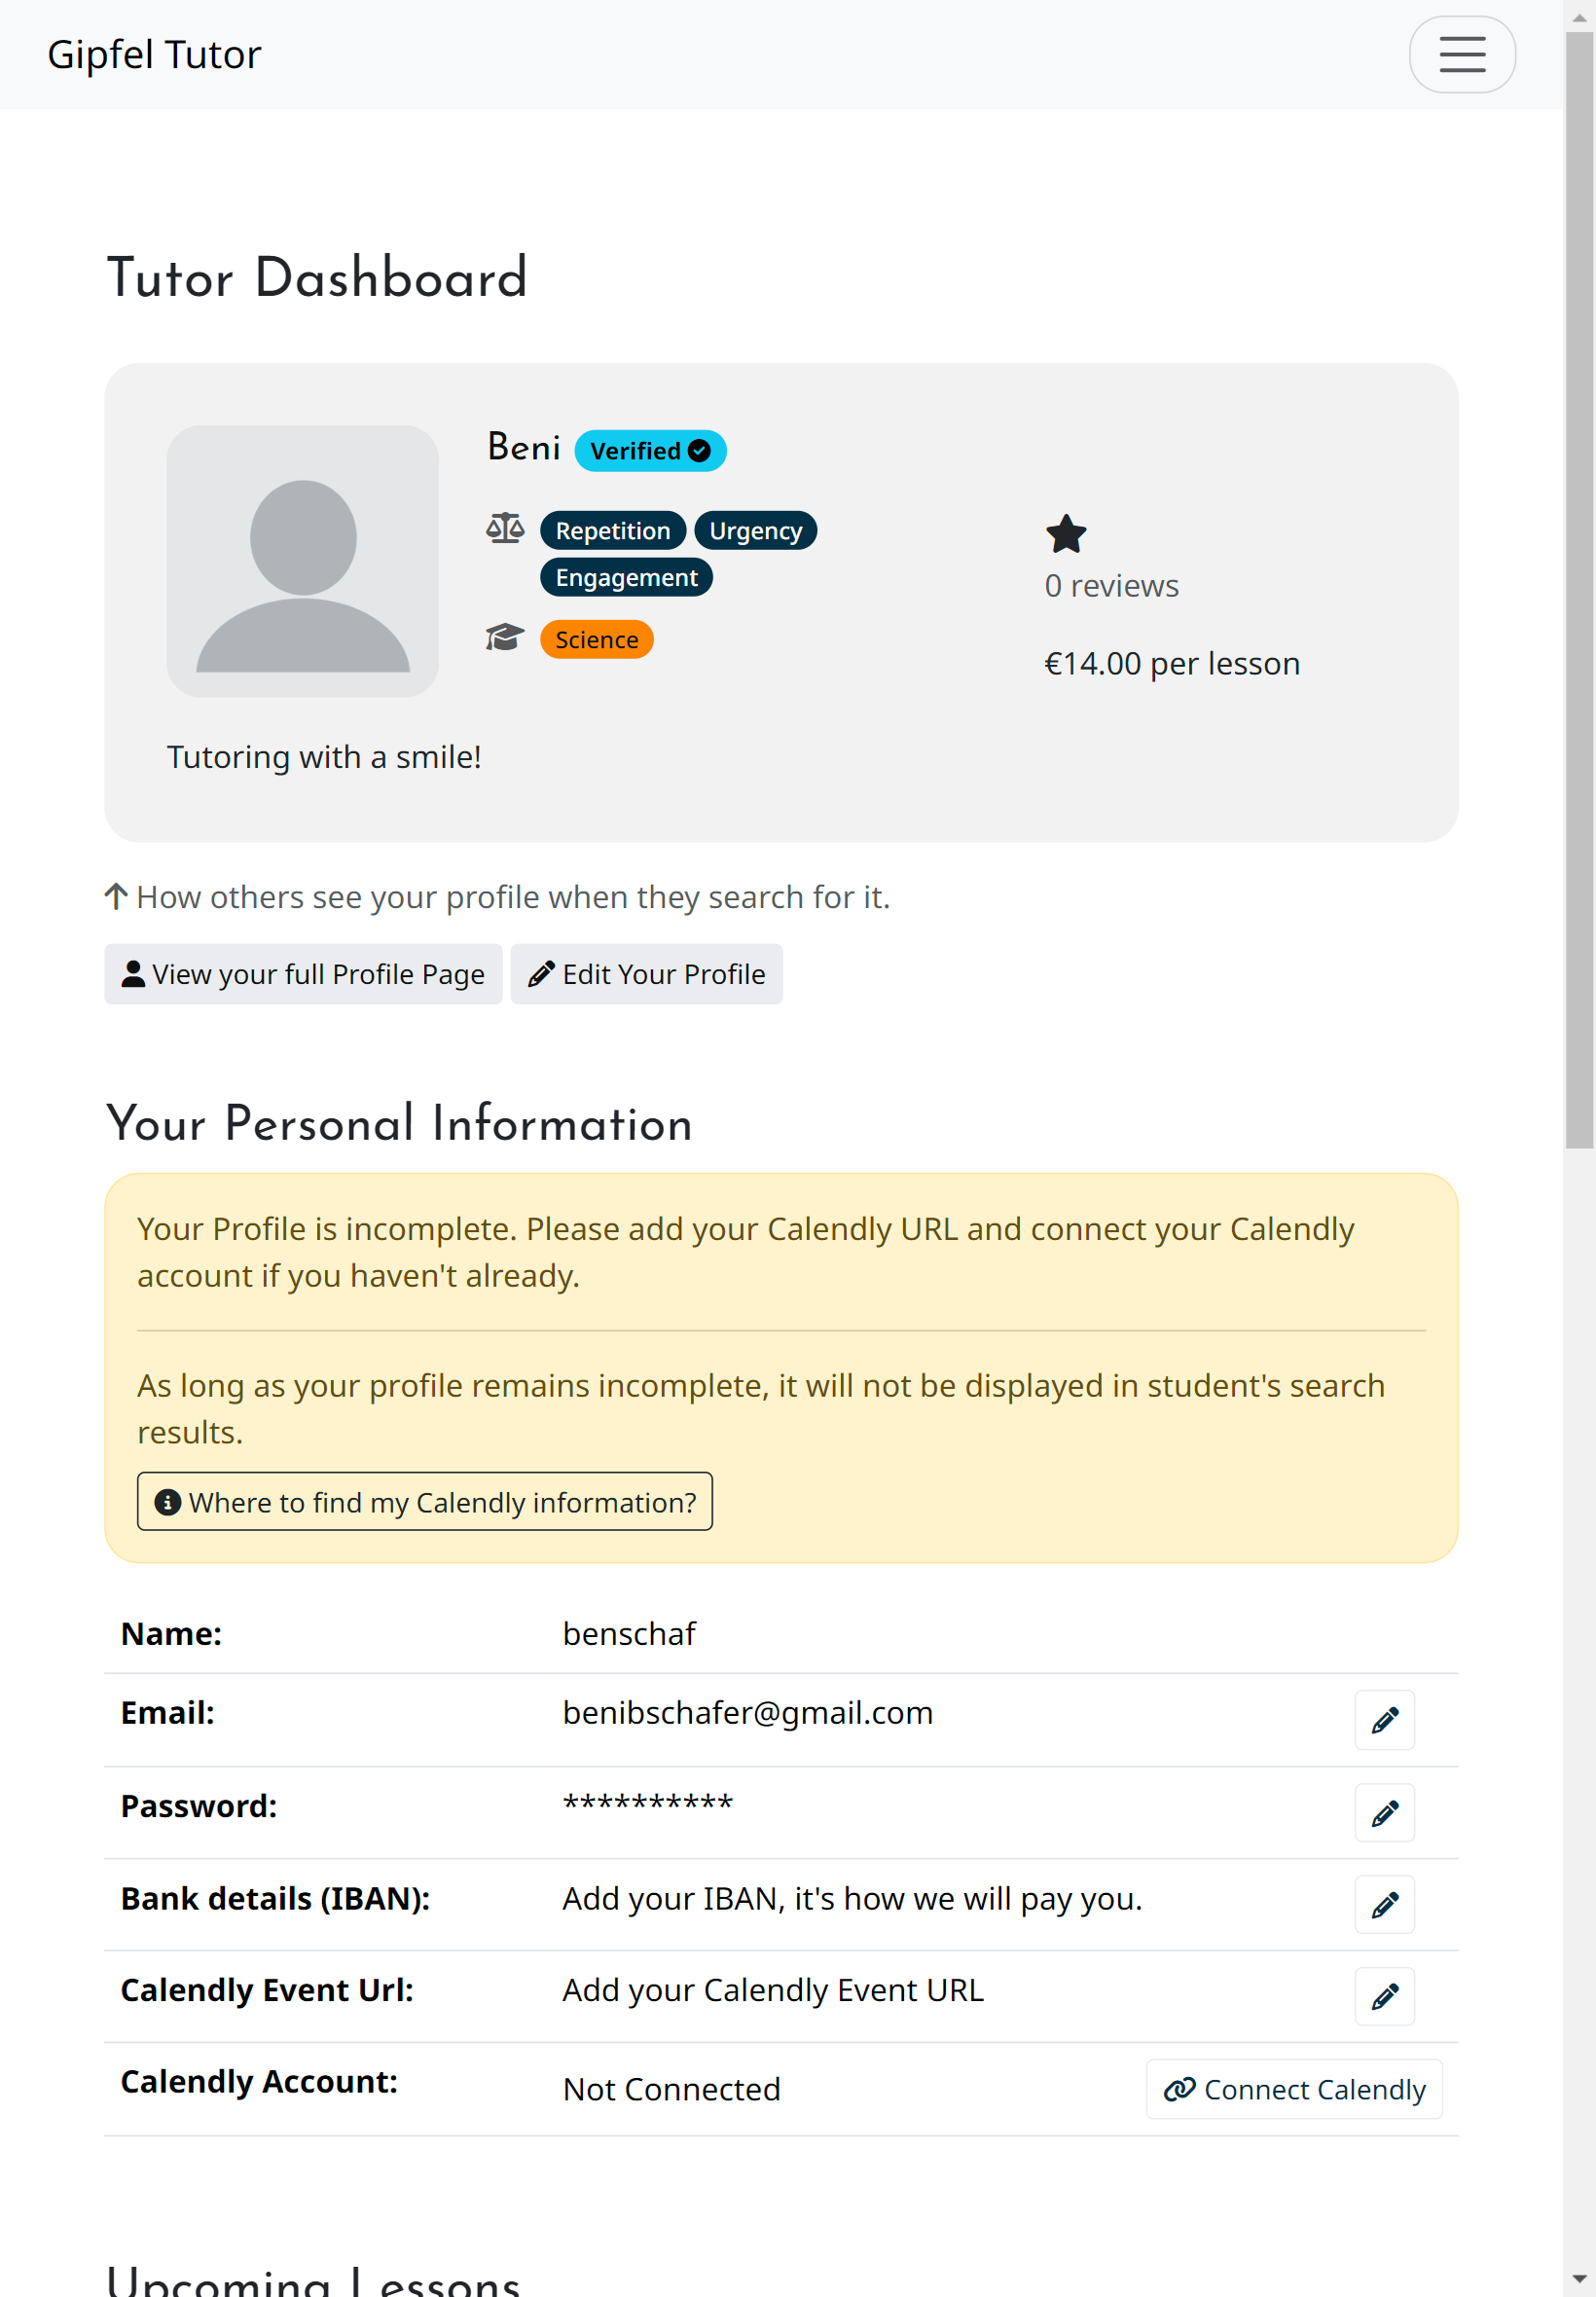 Gipfel Tutor
Tutor Dashboard
Beni Verified
Repetition Urgency
Engagement
Science
0 reviews
€14.00 per lesson
Tutoring with a smile!
How others see your profile when they search for it.
View your full Profile Page Edit Your Profile
Your Personal Information
Your Profile is incomplete. Please add your Calendly URL and connect your Calendly
account if you haven't already.
As long as your profile remains incomplete, it will not be displayed in student's search
results.
Where to find my Calendly information?
Name: benschaf
Email: benibschafer@gmail.com
Password: **********
Bank details (IBAN): Add your IBAN, it's how we will pay you.
Calendly Event Url: Add your Calendly Event URL
Calendly Account: Not Connected Connect Calendly
Upcoming Lessons